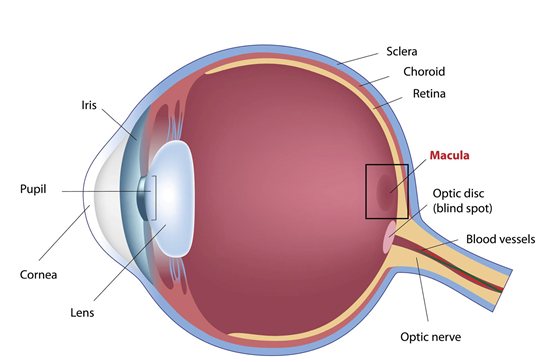 Sclera
Choroid
Retina
Iris
Macula
Pupil
Optic disc
(blind spot)
Blood vessels
Cornea
Lens
Optic nerve